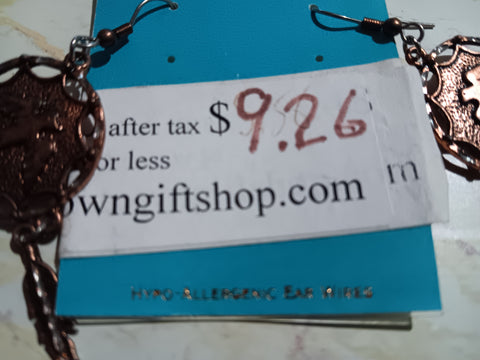 after tax $9.26
or less
owngiftshop.com
m
HYPO-ALLERGENIC EAR WIRES